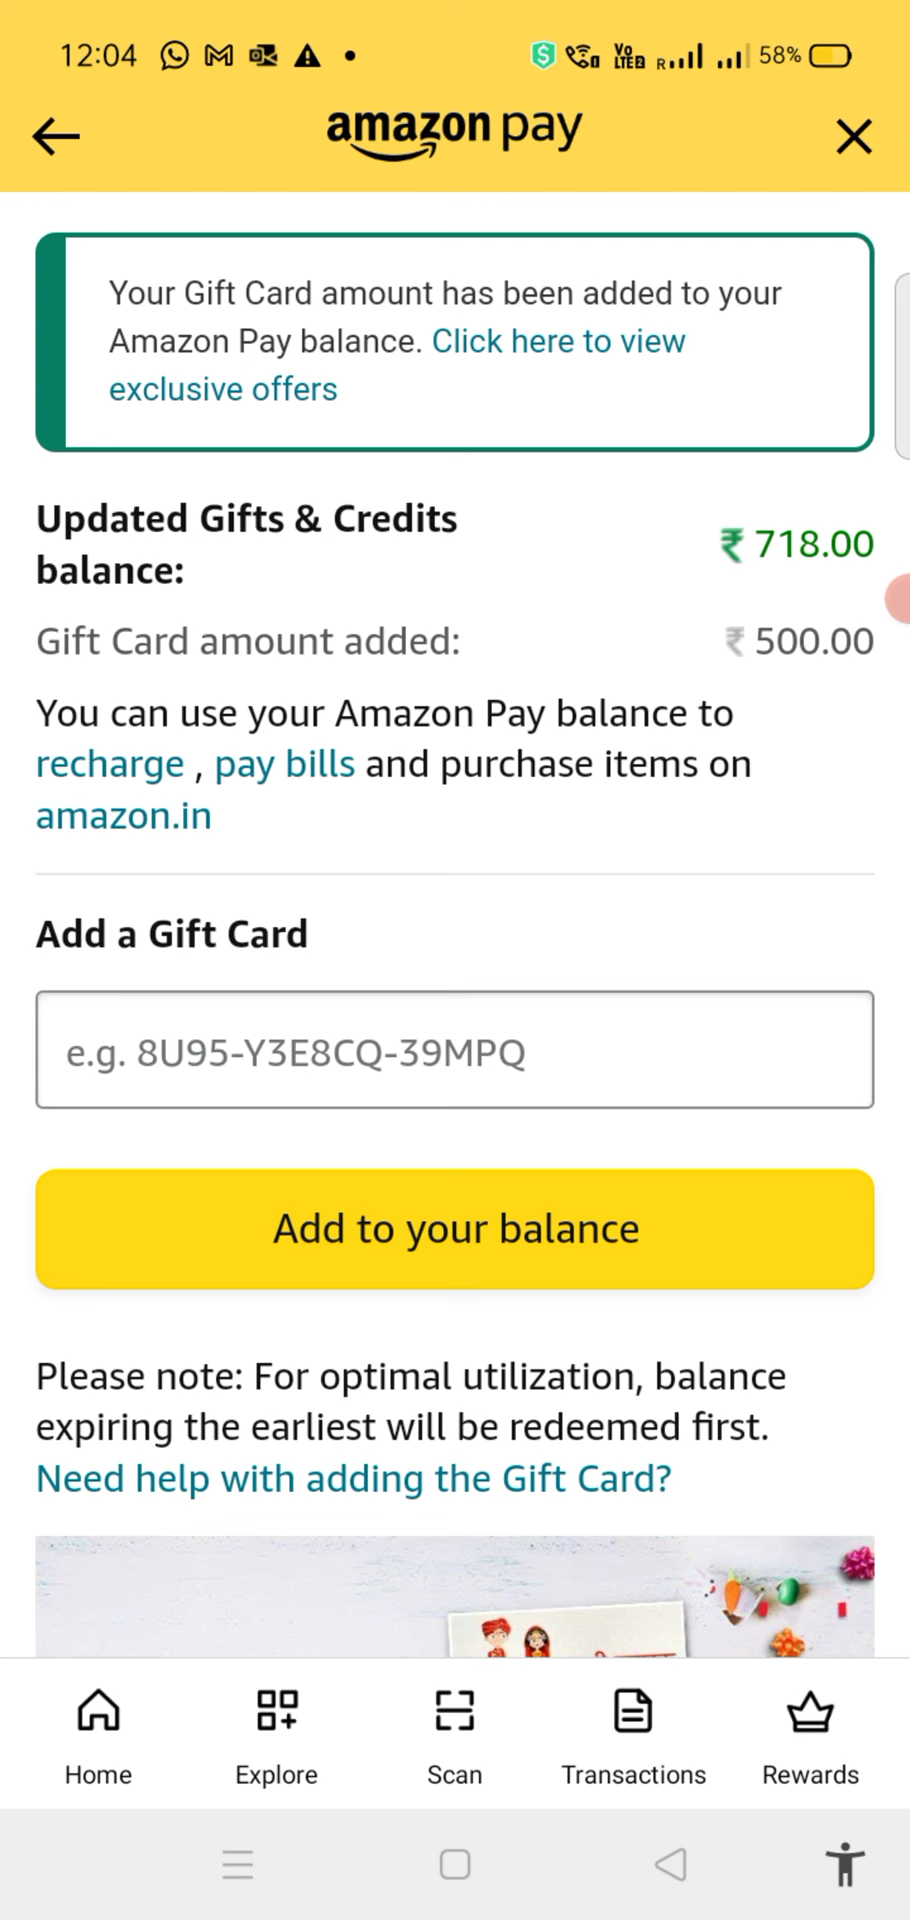 12:04
Vo
LTE2
R
58%
amazon pay
Your Gift Card amount has been added to your
Amazon Pay balance. Click here to view
exclusive offers
Updated Gifts & Credits
balance:
₹ 718.00
Gift Card amount added: ₹ 500.00
You can use your Amazon Pay balance to
recharge , pay bills and purchase items on
amazon.in
Add a Gift Card
e.g. 8U95-Y3E8CQ-39MPQ
Add to your balance
Please note: For optimal utilization, balance
expiring the earliest will be redeemed first.
Need help with adding the Gift Card?
Home Explore Scan Transactions Rewards